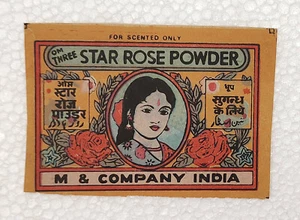 FOR SCENTED ONLY
OM THREE STAR ROSE POWDER
ओम
स्टार
रोज
पाउडर
धूप
सुगन्ध
के लिये
M & COMPANY INDIA